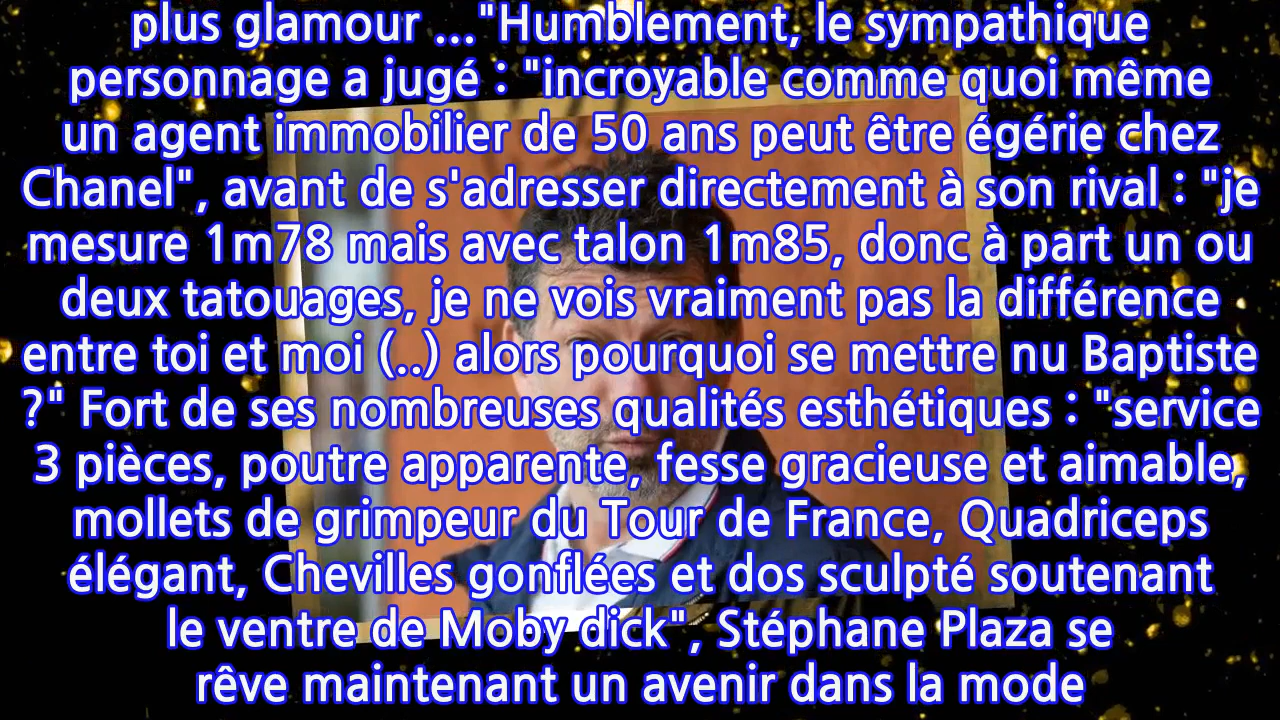 plus glamour ..."Humblement, le sympathique
personnage a jugé : "incroyable comme quoi même
un agent immobilier de 50 ans peut être égérie chez
Chanel", avant de s'adresser directement à son rival : "je
mesure 1m78 mais avec talon 1m85, donc à part un ou
deux tatouages, je ne vois vraiment pas la différence
entre toi et moi (..) alors pourquoi se mettre nu Baptiste
?" Fort de ses nombreuses qualités esthétiques : "service
3 pièces, poutre apparente, fesse gracieuse et aimable,
mollets de grimpeur du Tour de France, Quadriceps
élégant, Chevilles gonflées et dos sculpté soutenant
le ventre de Moby dick", Stéphane Plaza se
rêve maintenant un avenir dans la mode